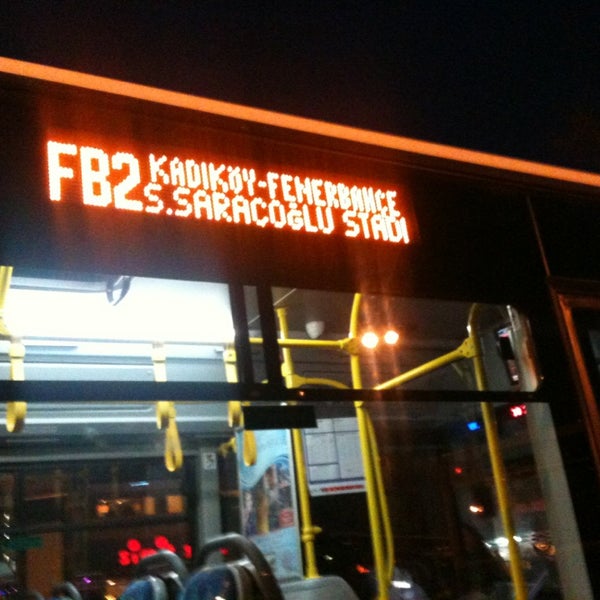 FB2
KADIKÖY-FENERBAHÇE
Ş.SARAÇOĞLU STADI